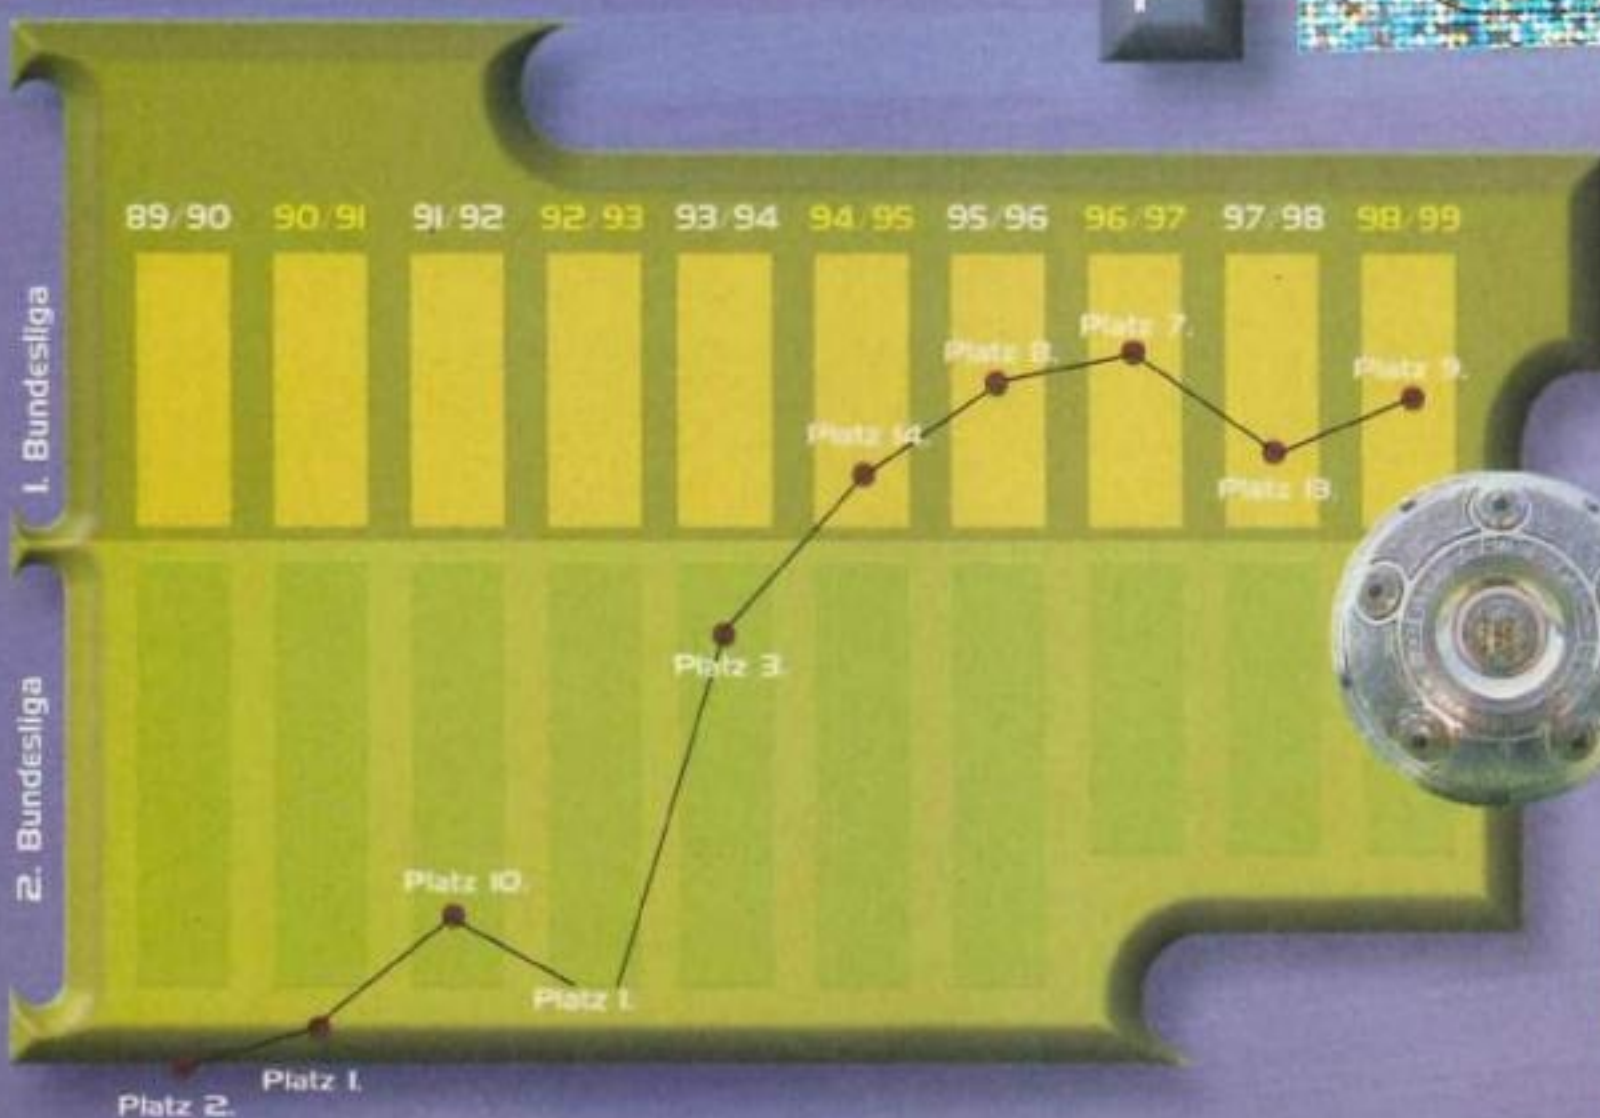 89/90 90/91 91/92 92/93 93/94 94/95 95/96 96/97 97/98 98/99
1. Bundesliga
Platz 7.
Platz 8.
Platz 9.
Platz 14.
Platz 13.
2. Bundesliga
Platz 3.
Platz 10.
Platz 1.
Platz 1.
Platz 2.